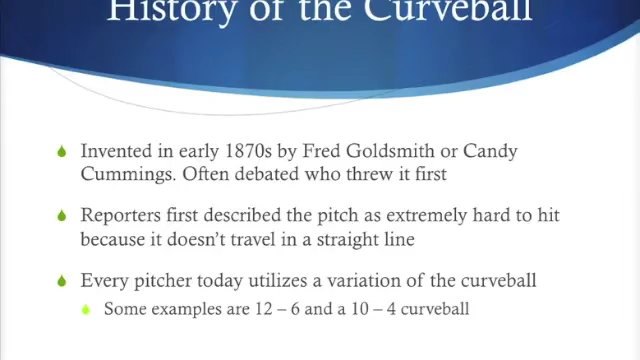 History of the Curveball
Invented in early 1870s by Fred Goldsmith or Candy
Cummings. Often debated who threw it first
Reporters first described the pitch as extremely hard to hit
because it doesn't travel in a straight line
Every pitcher today utilizes a variation of the curveball
Some examples are 12 – 6 and a 10 – 4 curveball